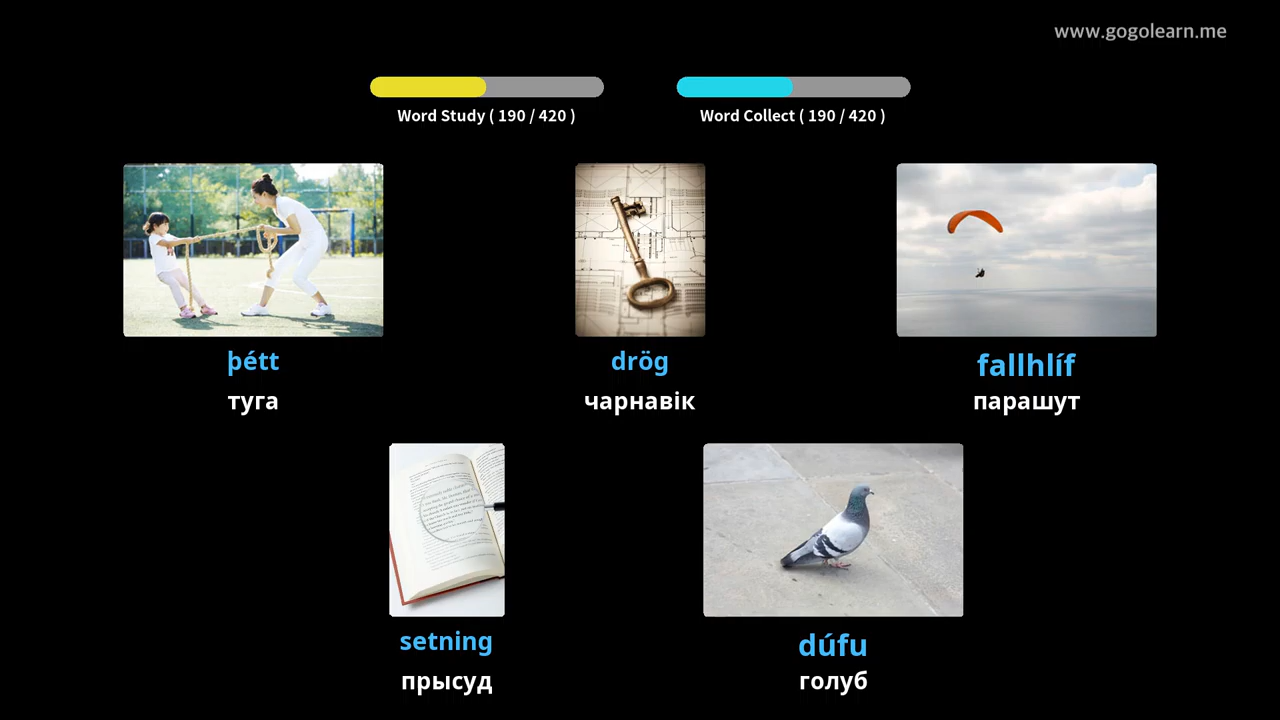 www.gogolearn.me
Word Study ( 190 / 420 )
Word Collect ( 190 / 420 )
þétt
туга
drög
чарнавік
fallhlíf
парашут
setning
прысуд
dúfu
голуб